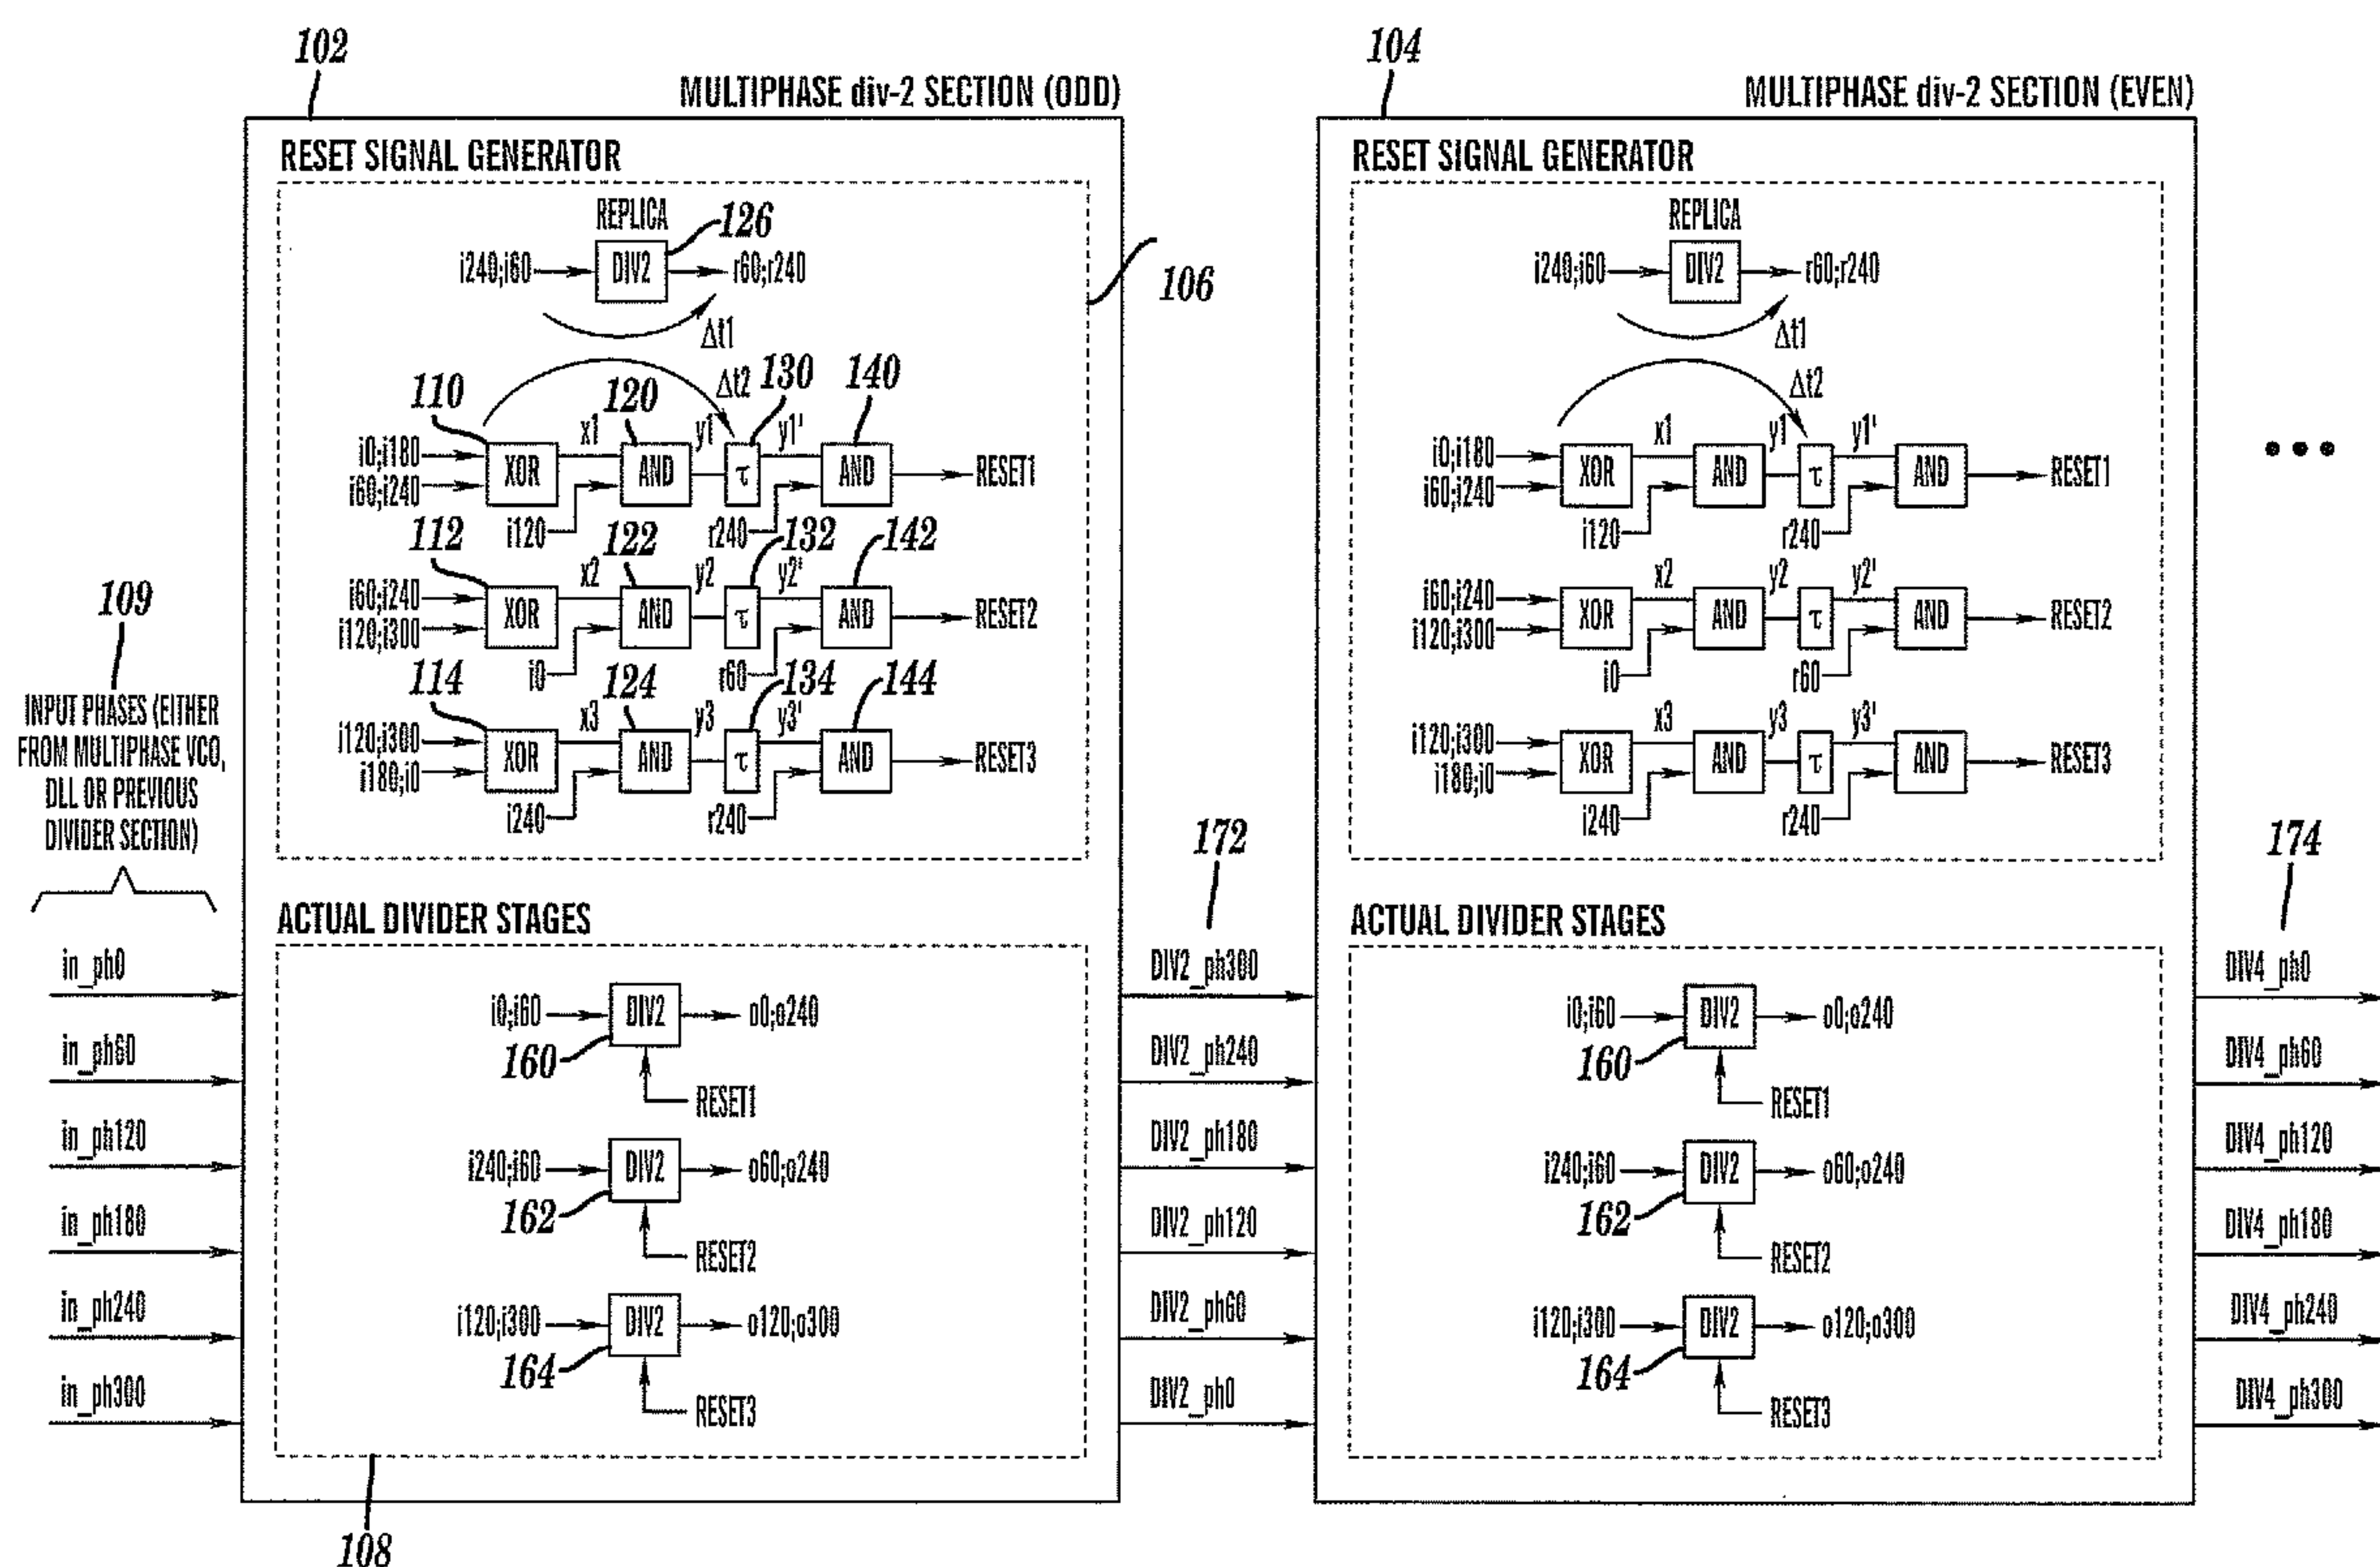 102
MULTIPHASE div-2 SECTION (ODD)
RESET SIGNAL GENERATOR
REPLICA
126
i240;i60
DIV2
r60;r240
106
Δt1
Δt2
110
120
130
140
i0;i180
i60;i240
XOR
x1
AND
y1
τ
y1'
AND
RESET1
i120
r240
112
122
132
142
i60;i240
i120;i300
XOR
x2
AND
y2
τ
y2'
AND
RESET2
i0
r60
114
124
134
144
i120;i300
i180;i0
XOR
x3
AND
y3
τ
y3'
AND
RESET3
i240
r240
109
INPUT PHASES (EITHER
FROM MULTIPHASE VCO,
DLL OR PREVIOUS
DIVIDER SECTION)
in_ph0
in_ph60
in_ph120
in_ph180
in_ph240
in_ph300
ACTUAL DIVIDER STAGES
i0;i60
DIV2
o0;o240
160
RESET1
i240;i60
DIV2
o60;o240
162
RESET2
i120;i300
DIV2
o120;o300
164
RESET3
108
172
DIV2_ph300
DIV2_ph240
DIV2_ph180
DIV2_ph120
DIV2_ph60
DIV2_ph0
104
MULTIPHASE div-2 SECTION (EVEN)
RESET SIGNAL GENERATOR
REPLICA
i240;i60
DIV2
r60;r240
Δt1
Δt2
i0;i180
i60;i240
XOR
x1
AND
y1
τ
y1'
AND
RESET1
i120
r240
i60;i240
i120;i300
XOR
x2
AND
y2
τ
y2'
AND
RESET2
i0
r60
i120;i300
i180;i0
XOR
x3
AND
y3
τ
y3'
AND
RESET3
i240
r240
•••
ACTUAL DIVIDER STAGES
i0;i60
DIV2
o0;o240
160
RESET1
i240;i60
DIV2
o60;o240
162
RESET2
i120;i300
DIV2
o120;o300
164
RESET3
174
DIV4_ph0
DIV4_ph60
DIV4_ph120
DIV4_ph180
DIV4_ph240
DIV4_ph300